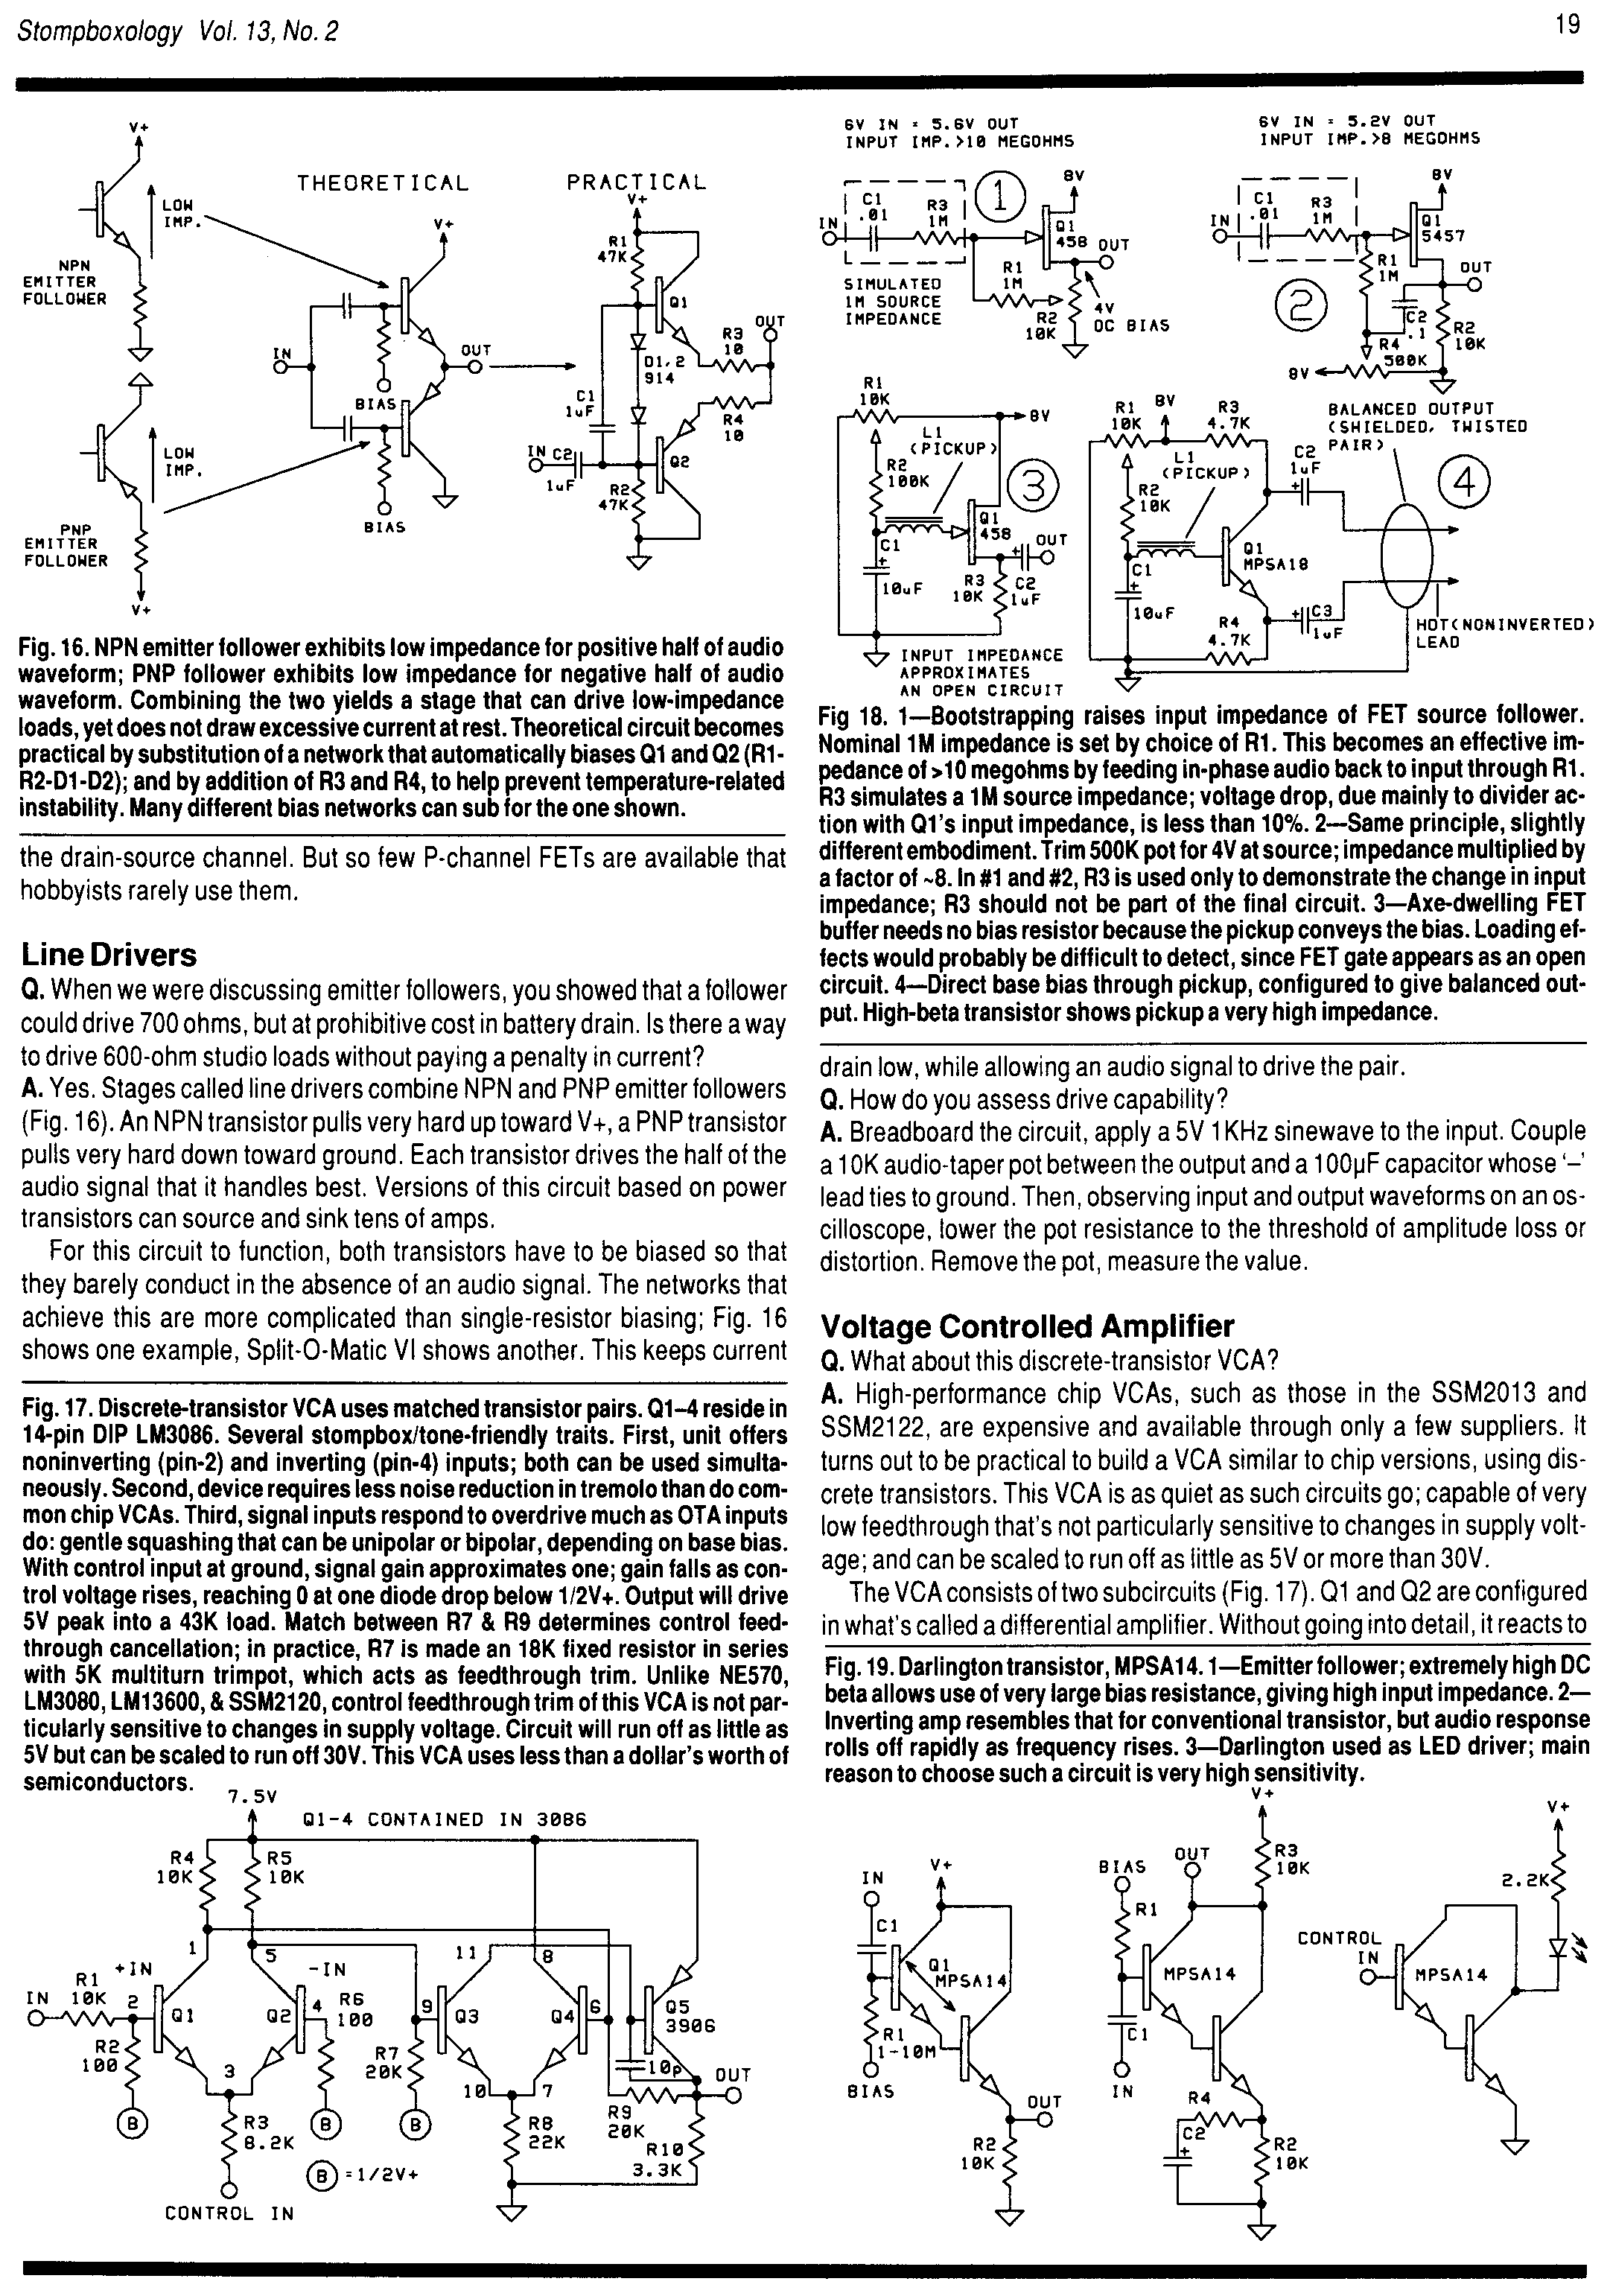 Stompboxology Vol. 13, No. 2
19
V+
LOW
IMP.
NPN
EMITTER
FOLLOWER
LOW
IMP.
PNP
EMITTER
FOLLOWER
V+
THEORETICAL
V+
IN
OUT
BIAS
BIAS
PRACTICAL
V+
R1
47K
Q1
R3
10
OUT
D1,2
914
C1
1uF
R4
10
IN C2
1uF
Q2
R2
47K
Fig. 16. NPN emitter follower exhibits low impedance for positive half of audio
waveform; PNP follower exhibits low impedance for negative half of audio
waveform. Combining the two yields a stage that can drive low-impedance
loads, yet does not draw excessive current at rest. Theoretical circuit becomes
practical by substitution of a network that automatically biases Q1 and Q2 (R1-
R2-D1-D2); and by addition of R3 and R4, to help prevent temperature-related
instability. Many different bias networks can sub for the one shown.
the drain-source channel. But so few P-channel FETs are available that
hobbyists rarely use them.
Line Drivers
Q. When we were discussing emitter followers, you showed that a follower
could drive 700 ohms, but at prohibitive cost in battery drain. Is there a way
to drive 600-ohm studio loads without paying a penalty in current?
A. Yes. Stages called line drivers combine NPN and PNP emitter followers
(Fig. 16). An NPN transistor pulls very hard up toward V+, a PNP transistor
pulls very hard down toward ground. Each transistor drives the half of the
audio signal that it handles best. Versions of this circuit based on power
transistors can source and sink tens of amps.
For this circuit to function, both transistors have to be biased so that
they barely conduct in the absence of an audio signal. The networks that
achieve this are more complicated than single-resistor biasing; Fig. 16
shows one example, Split-O-Matic VI shows another. This keeps current
Fig. 17. Discrete-transistor VCA uses matched transistor pairs. Q1–4 reside in
14-pin DIP LM3086. Several stompbox/tone-friendly traits. First, unit offers
noninverting (pin-2) and inverting (pin-4) inputs; both can be used simulta-
neously. Second, device requires less noise reduction in tremolo than do com-
mon chip VCAs. Third, signal inputs respond to overdrive much as OTA inputs
do: gentle squashing that can be unipolar or bipolar, depending on base bias.
With control input at ground, signal gain approximates one; gain falls as con-
trol voltage rises, reaching 0 at one diode drop below 1/2V+. Output will drive
5V peak into a 43K load. Match between R7 & R9 determines control feed-
through cancellation; in practice, R7 is made an 18K fixed resistor in series
with 5K multiturn trimpot, which acts as feedthrough trim. Unlike NE570,
LM3080, LM13600, & SSM2120, control feedthrough trim of this VCA is not par-
ticularly sensitive to changes in supply voltage. Circuit will run off as little as
5V but can be scaled to run off 30V. This VCA uses less than a dollar's worth of
semiconductors.
7.5V
Q1-4 CONTAINED IN 3086
R4
10K
R5
10K
1
5
11
8
+IN
-IN
R1
10K
IN
2
Q1
Q2
4
R6
100
9
Q3
Q4
6
Q5
3906
R2
100
3
R7
20K
10
7
10p
OUT
B
R3
8.2K
B
B
R8
22K
R9
20K
R10
3.3K
B =1/2V+
CONTROL IN
6V IN = 5.6V OUT
INPUT IMP.>10 MEGOHMS
1
8V
C1
.01
R3
1M
IN
Q1
458
OUT
SIMULATED
1M SOURCE
IMPEDANCE
R1
1M
R2
10K
4V
DC BIAS
6V IN = 5.2V OUT
INPUT IMP.>8 MEGOHMS
8V
C1
.01
R3
1M
IN
Q1
5457
2
R1
1M
OUT
C2
.1
R2
10K
R4
500K
8V
R1
10K
8V
L1
(PICKUP)
R2
100K
3
Q1
458
OUT
C1
10uF
R3
10K
C2
1uF
INPUT IMPEDANCE
APPROXIMATES
AN OPEN CIRCUIT
R1
10K
8V
R3
4.7K
BALANCED OUTPUT
(SHIELDED, TWISTED
PAIR)
L1
(PICKUP)
C2
1uF
4
R2
10K
Q1
MPSA18
C1
10uF
R4
4.7K
C3
1uF
HOT(NONINVERTED)
LEAD
Fig 18. 1—Bootstrapping raises input impedance of FET source follower.
Nominal 1M impedance is set by choice of R1. This becomes an effective im-
pedance of >10 megohms by feeding in-phase audio back to input through R1.
R3 simulates a 1M source impedance; voltage drop, due mainly to divider ac-
tion with Q1's input impedance, is less than 10%. 2—Same principle, slightly
different embodiment. Trim 500K pot for 4V at source; impedance multiplied by
a factor of ~8. In #1 and #2, R3 is used only to demonstrate the change in input
impedance; R3 should not be part of the final circuit. 3—Axe-dwelling FET
buffer needs no bias resistor because the pickup conveys the bias. Loading ef-
fects would probably be difficult to detect, since FET gate appears as an open
circuit. 4—Direct base bias through pickup, configured to give balanced out-
put. High-beta transistor shows pickup a very high impedance.
drain low, while allowing an audio signal to drive the pair.
Q. How do you assess drive capability?
A. Breadboard the circuit, apply a 5V 1KHz sinewave to the input. Couple
a 10K audio-taper pot between the output and a 100µF capacitor whose '–'
lead ties to ground. Then, observing input and output waveforms on an os-
cilloscope, lower the pot resistance to the threshold of amplitude loss or
distortion. Remove the pot, measure the value.
Voltage Controlled Amplifier
Q. What about this discrete-transistor VCA?
A. High-performance chip VCAs, such as those in the SSM2013 and
SSM2122, are expensive and available through only a few suppliers. It
turns out to be practical to build a VCA similar to chip versions, using dis-
crete transistors. This VCA is as quiet as such circuits go; capable of very
low feedthrough that's not particularly sensitive to changes in supply volt-
age; and can be scaled to run off as little as 5V or more than 30V.
The VCA consists of two subcircuits (Fig. 17). Q1 and Q2 are configured
in what's called a differential amplifier. Without going into detail, it reacts to
Fig. 19. Darlington transistor, MPSA14. 1—Emitter follower; extremely high DC
beta allows use of very large bias resistance, giving high input impedance. 2—
Inverting amp resembles that for conventional transistor, but audio response
rolls off rapidly as frequency rises. 3—Darlington used as LED driver; main
reason to choose such a circuit is very high sensitivity.
IN
V+
C1
Q1
MPSA14
R1
1-10M
BIAS
OUT
R2
10K
V+
BIAS
OUT
R3
10K
R1
MPSA14
C1
IN
R4
C2
R2
10K
V+
2.2K
CONTROL
IN
MPSA14